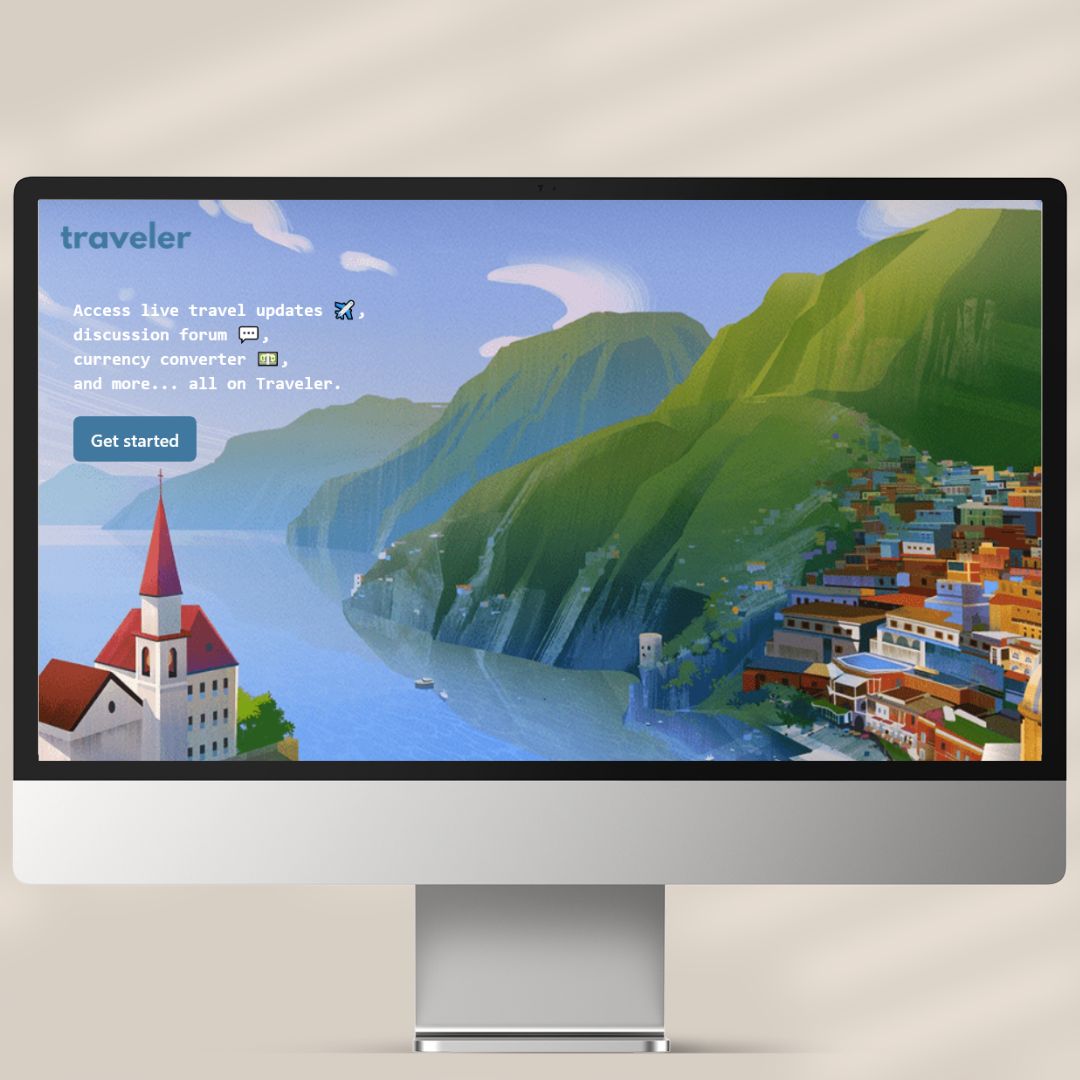 traveler
Access live travel updates ✈️,
discussion forum 💬,
currency converter 💵,
and more... all on Traveler.
Get started